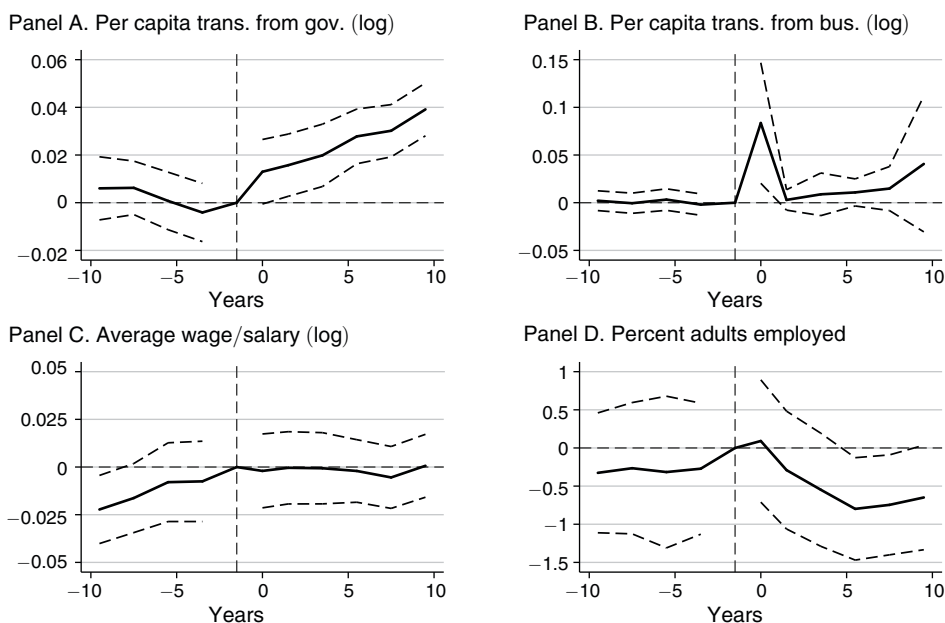 Panel A. Per capita trans. from gov. (log)
0.06
0.04
0.02
0
−0.02
−10 −5 0 5 10
Years
Panel B. Per capita trans. from bus. (log)
0.15
0.1
0.05
0
−0.05
−10 −5 0 5 10
Years
Panel C. Average wage/salary (log)
0.05
0.025
0
−0.025
−0.05
−10 −5 0 5 10
Years
Panel D. Percent adults employed
1
0.5
0
−0.5
−1
−1.5
−10 −5 0 5 10
Years